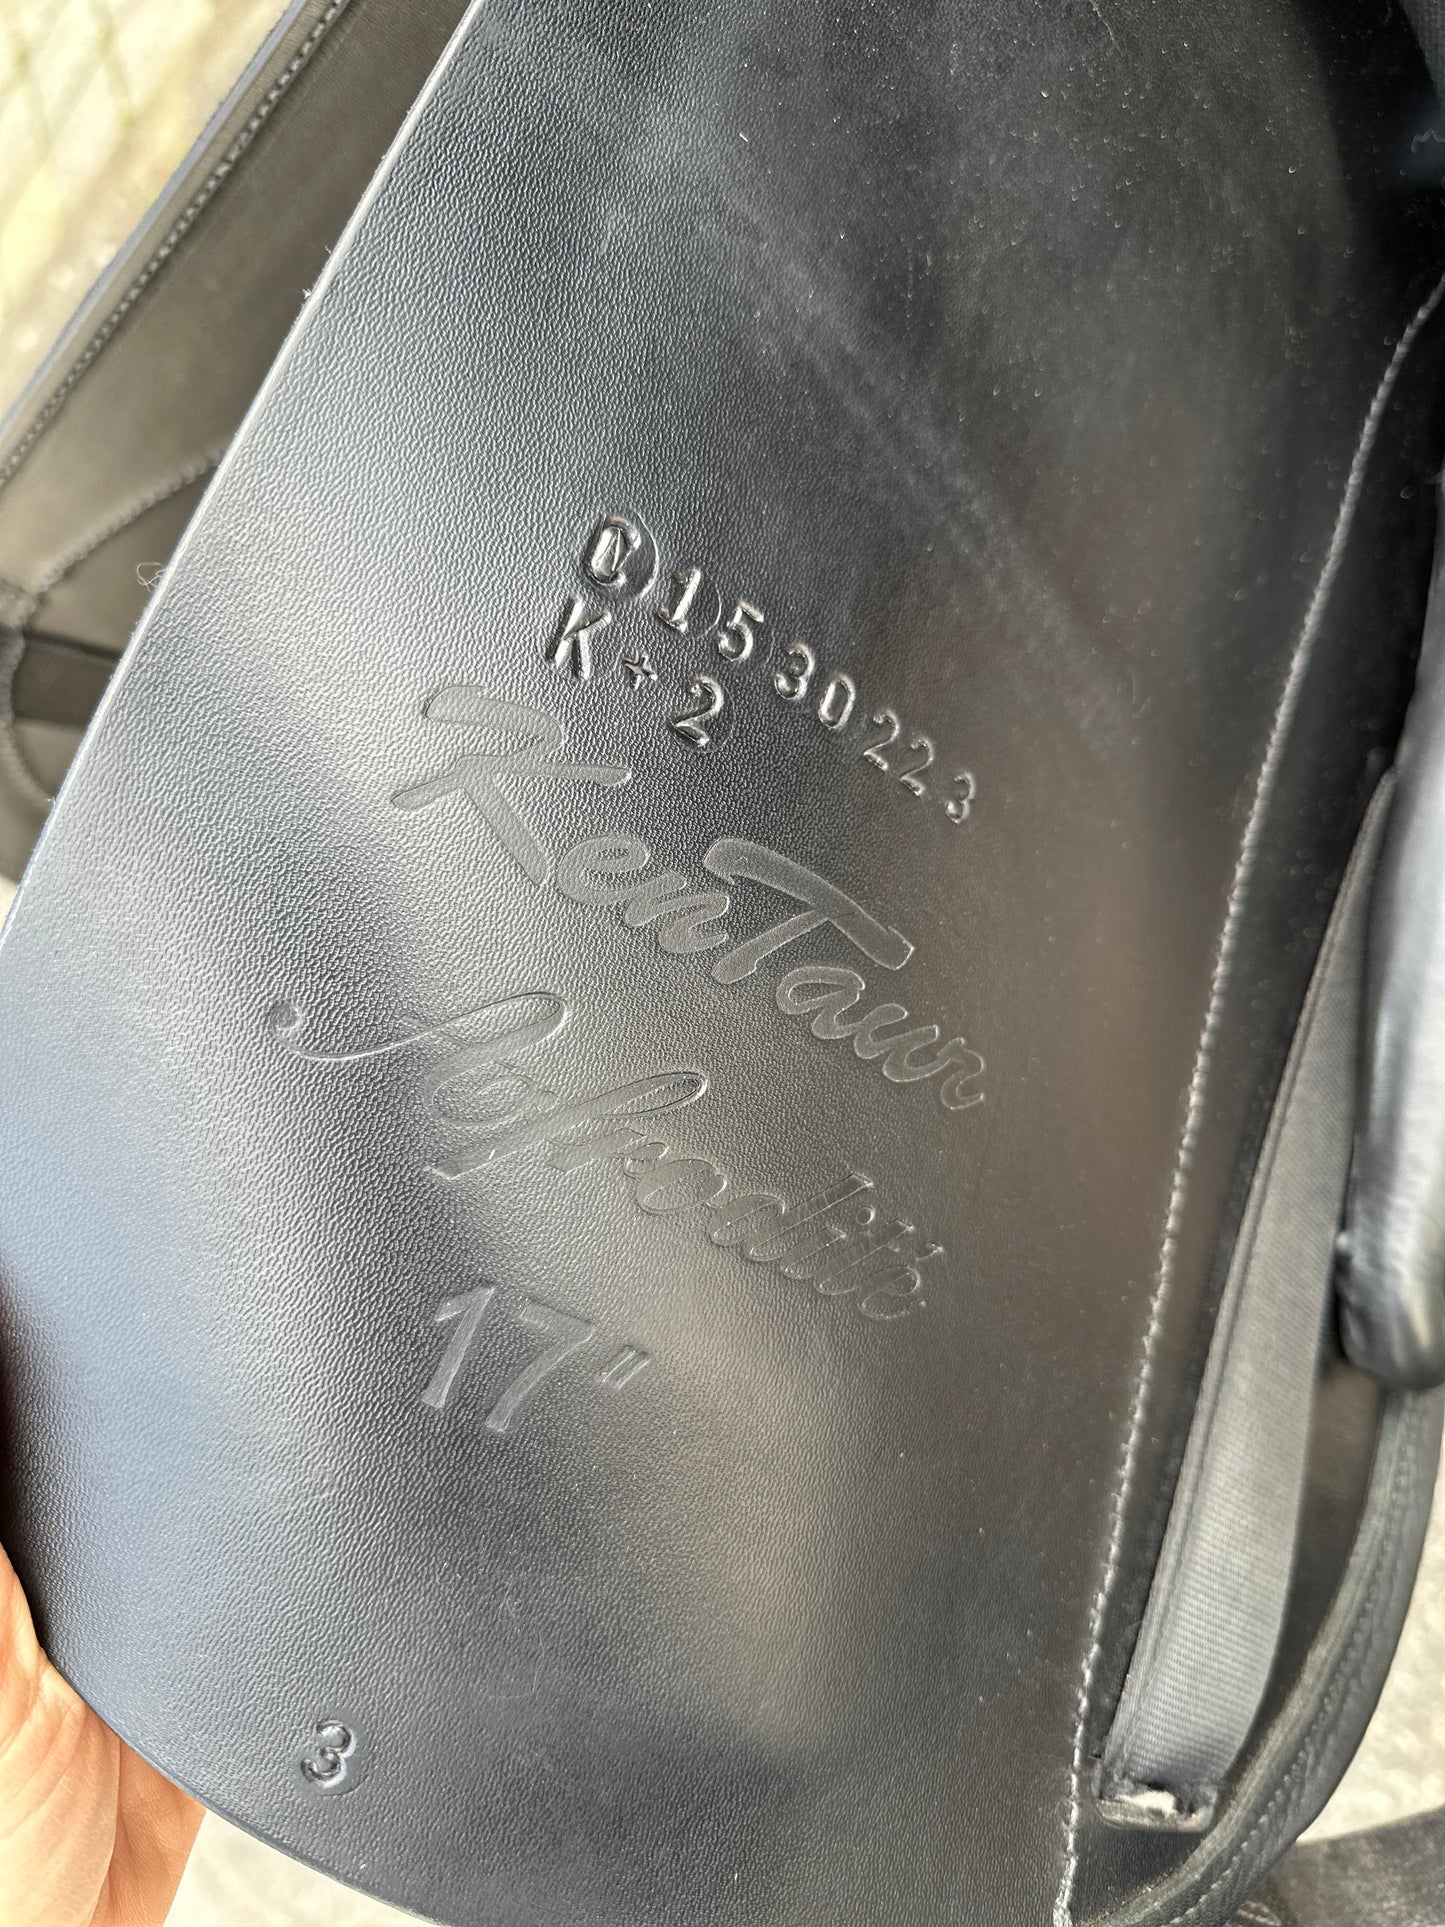 1530223
K+2
KenTaur
Afrodite
17"
3